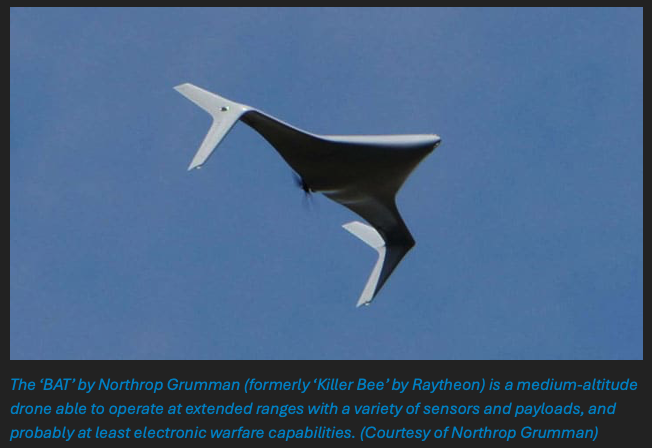 The ‘BAT’ by Northrop Grumman (formerly ‘Killer Bee’ by Raytheon) is a medium-altitude
drone able to operate at extended ranges with a variety of sensors and payloads, and
probably at least electronic warfare capabilities. (Courtesy of Northrop Grumman)